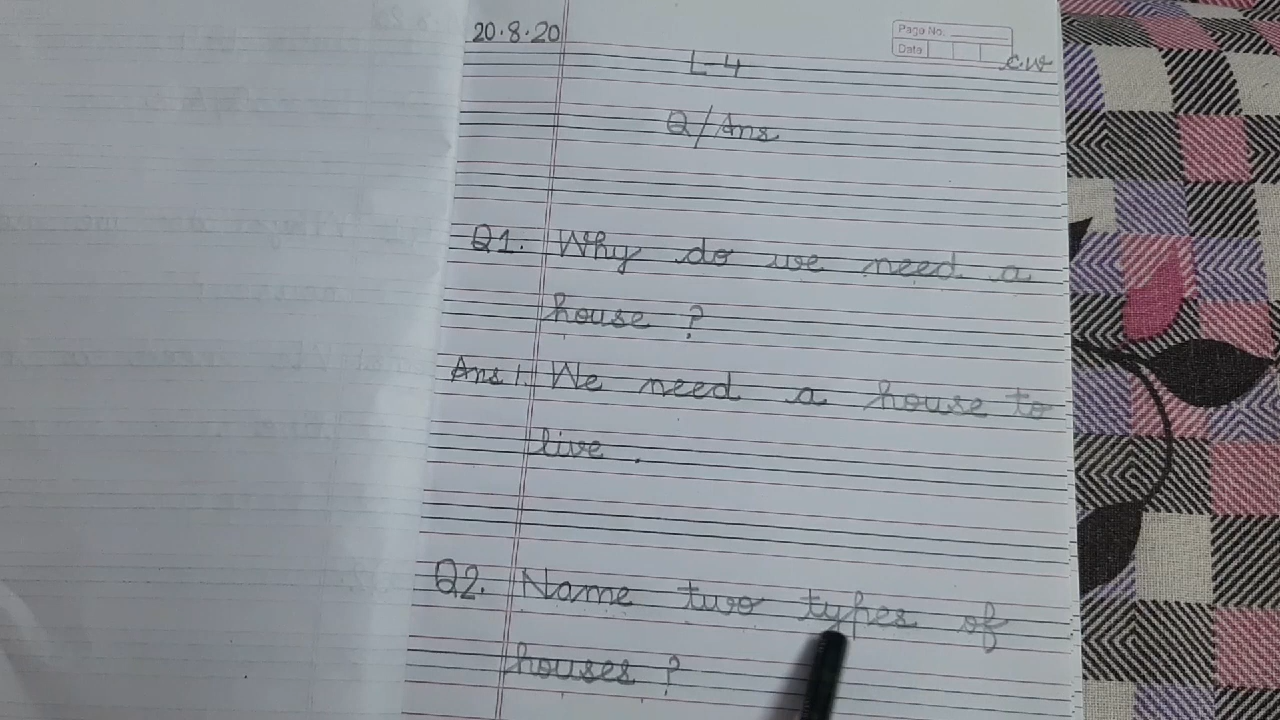 20.8.20
Page No.
Date
L-4
CW
Q/Ans
Q1. Why do we need a
house ?
Ans 1. We need a house to
live .
Q2. Name two types of
houses ?